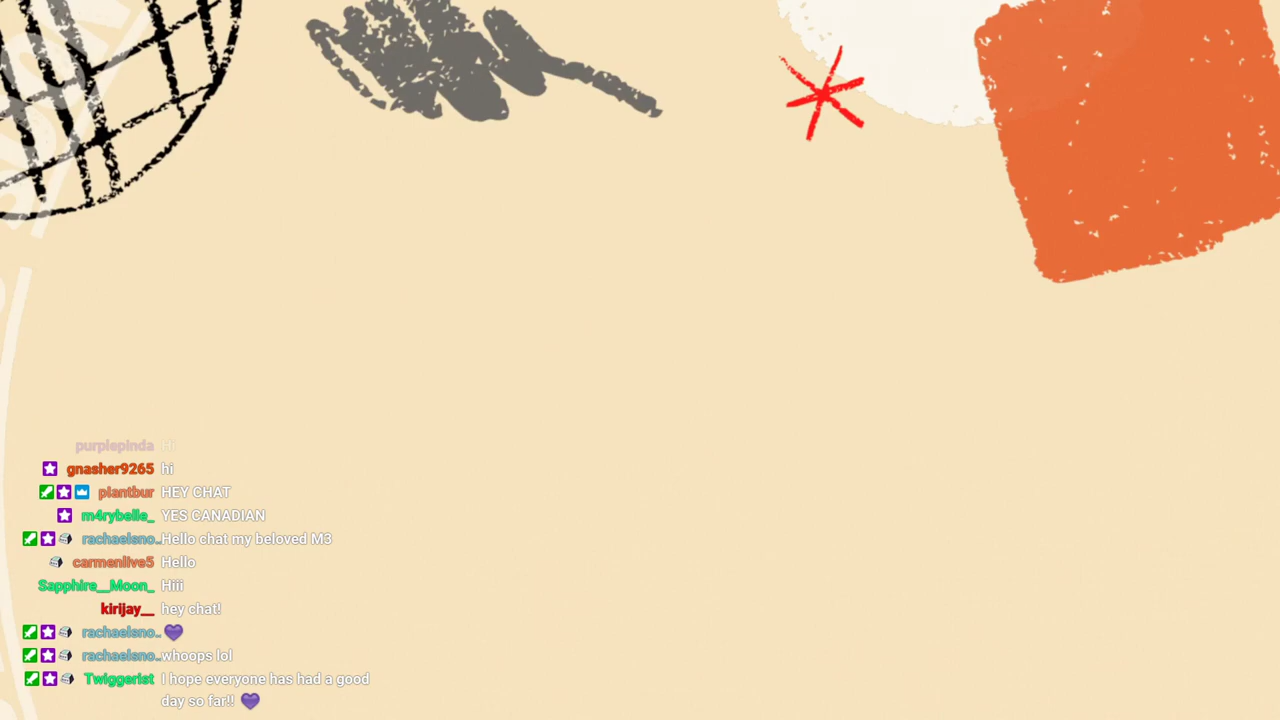 purplepinda Hi
gnasher9265 hi
plantbur HEY CHAT
m4rybelle_ YES CANADIAN
rachaelsno.. Hello chat my beloved M3
carmenlive5 Hello
Sapphire__Moon_ Hiii
kirijay__ hey chat!
rachaelsno.. 💜
rachaelsno.. whoops lol
Twiggerist I hope everyone has had a good
day so far!! 💜